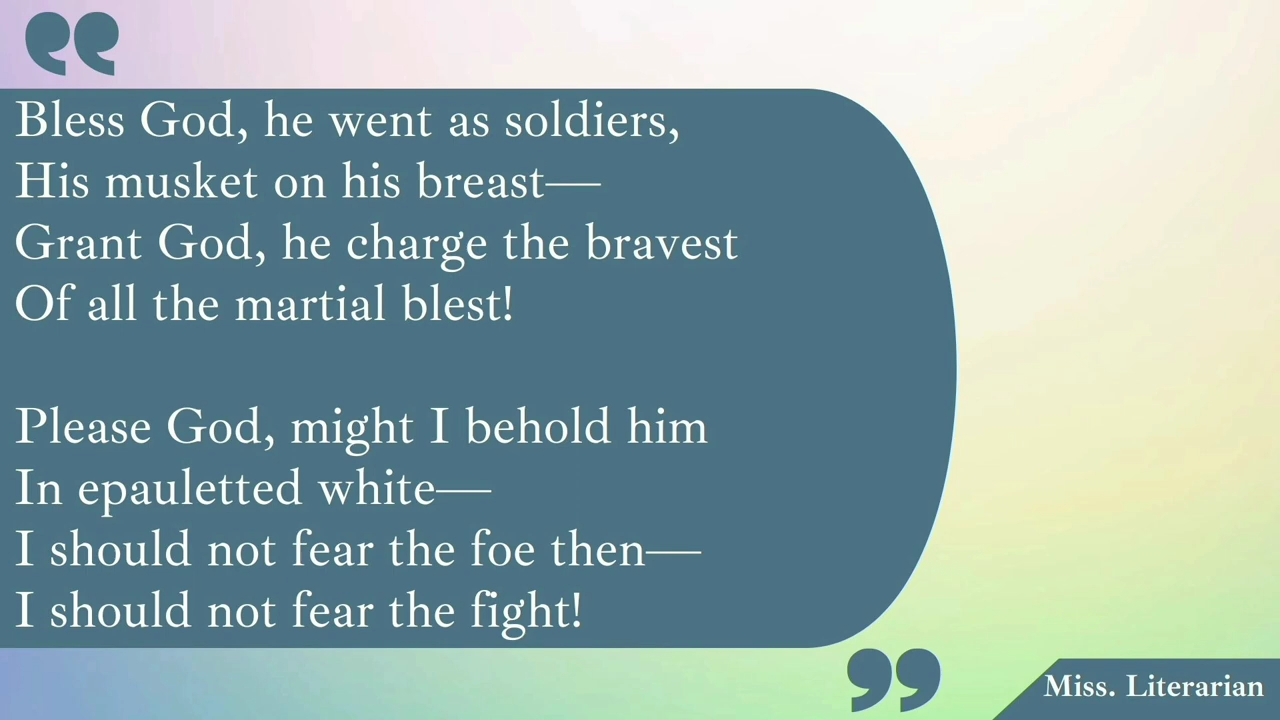 Bless God, he went as soldiers,
His musket on his breast—
Grant God, he charge the bravest
Of all the martial blest!
Please God, might I behold him
In epauletted white—
I should not fear the foe then—
I should not fear the fight!
Miss. Literarian